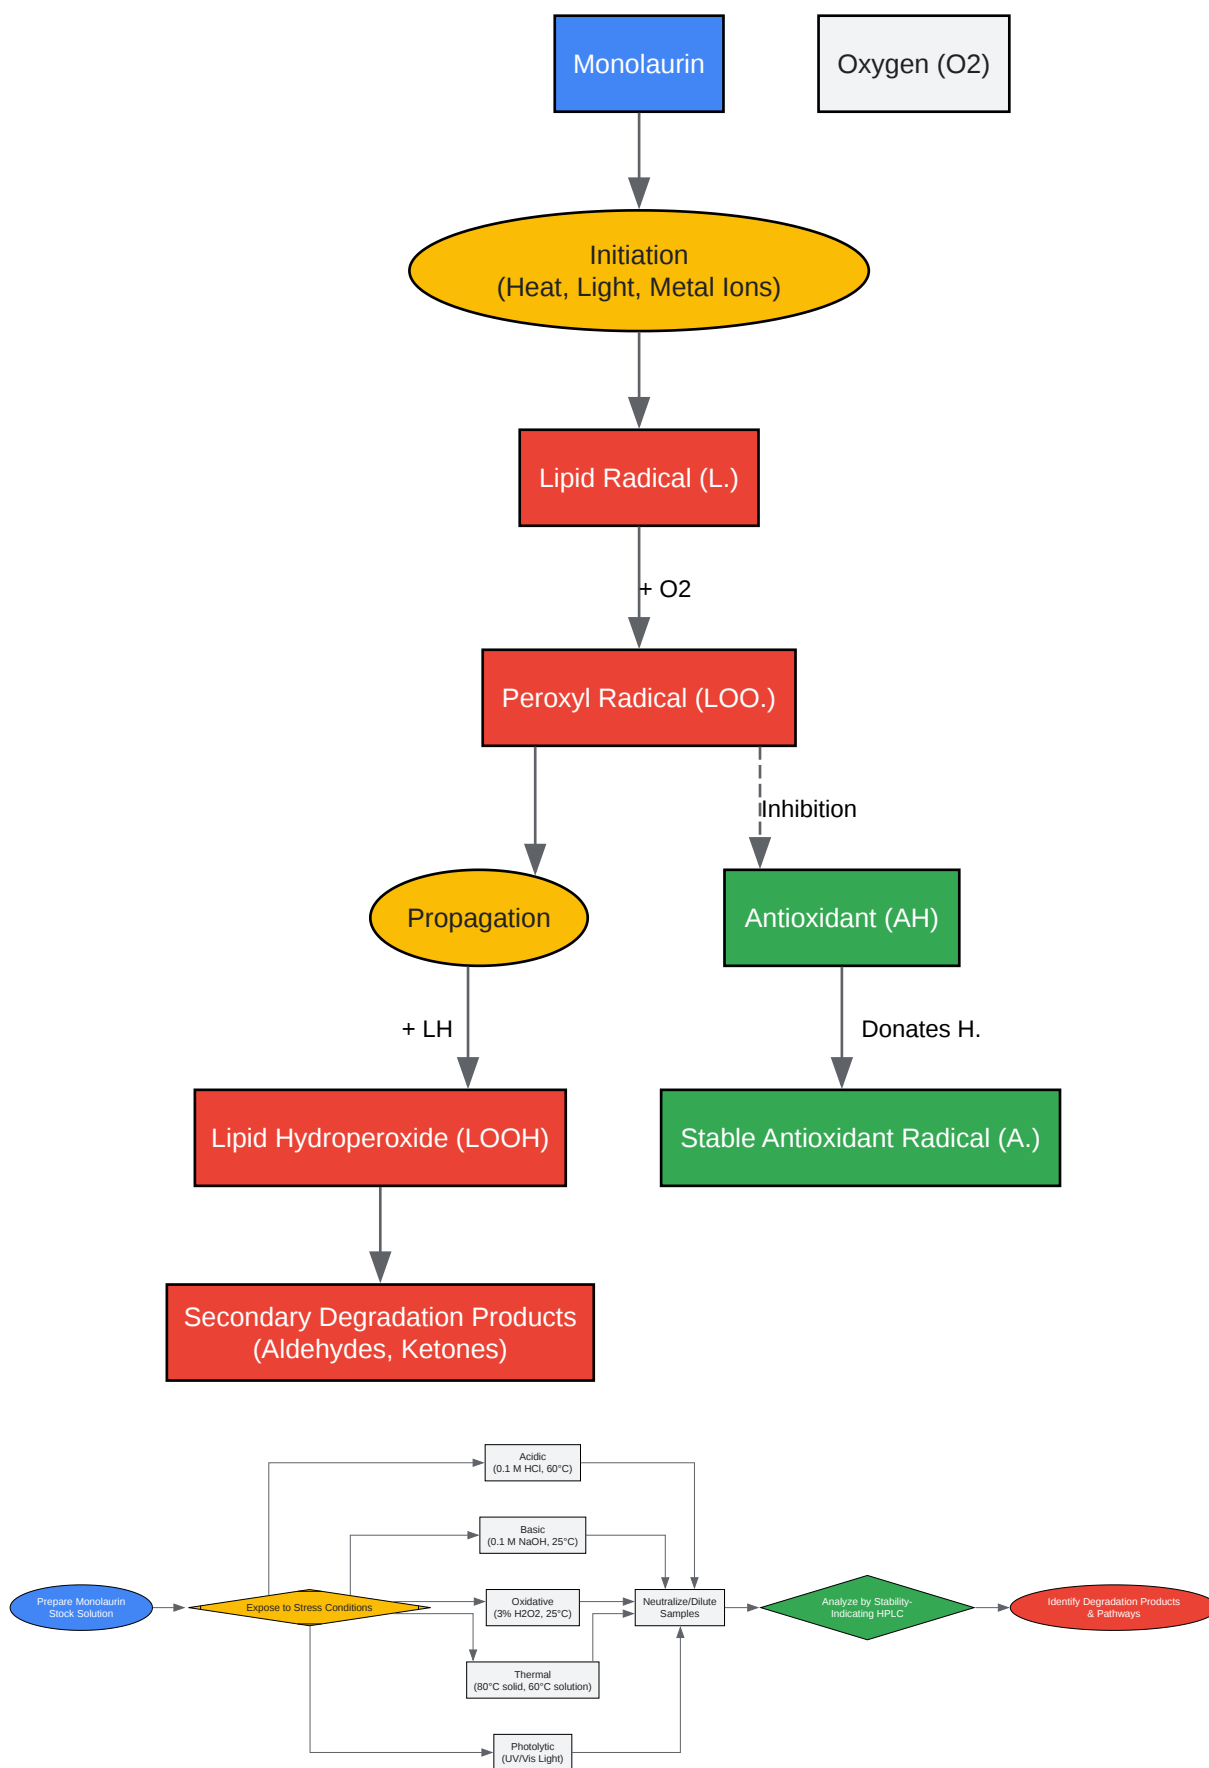 Monolaurin
Oxygen (O2)
Initiation
(Heat, Light, Metal Ions)
Lipid Radical (L.)
+ O2
Peroxyl Radical (LOO.)
Inhibition
Propagation
Antioxidant (AH)
+ LH
Donates H.
Lipid Hydroperoxide (LOOH)
Stable Antioxidant Radical (A.)
Secondary Degradation Products
(Aldehydes, Ketones)
Prepare Monolaurin
Stock Solution
Expose to Stress Conditions
Acidic
(0.1 M HCl, 60°C)
Basic
(0.1 M NaOH, 25°C)
Oxidative
(3% H2O2, 25°C)
Thermal
(80°C solid, 60°C solution)
Photolytic
(UV/Vis Light)
Neutralize/Dilute
Samples
Analyze by Stability-
Indicating HPLC
Identify Degradation Products
& Pathways